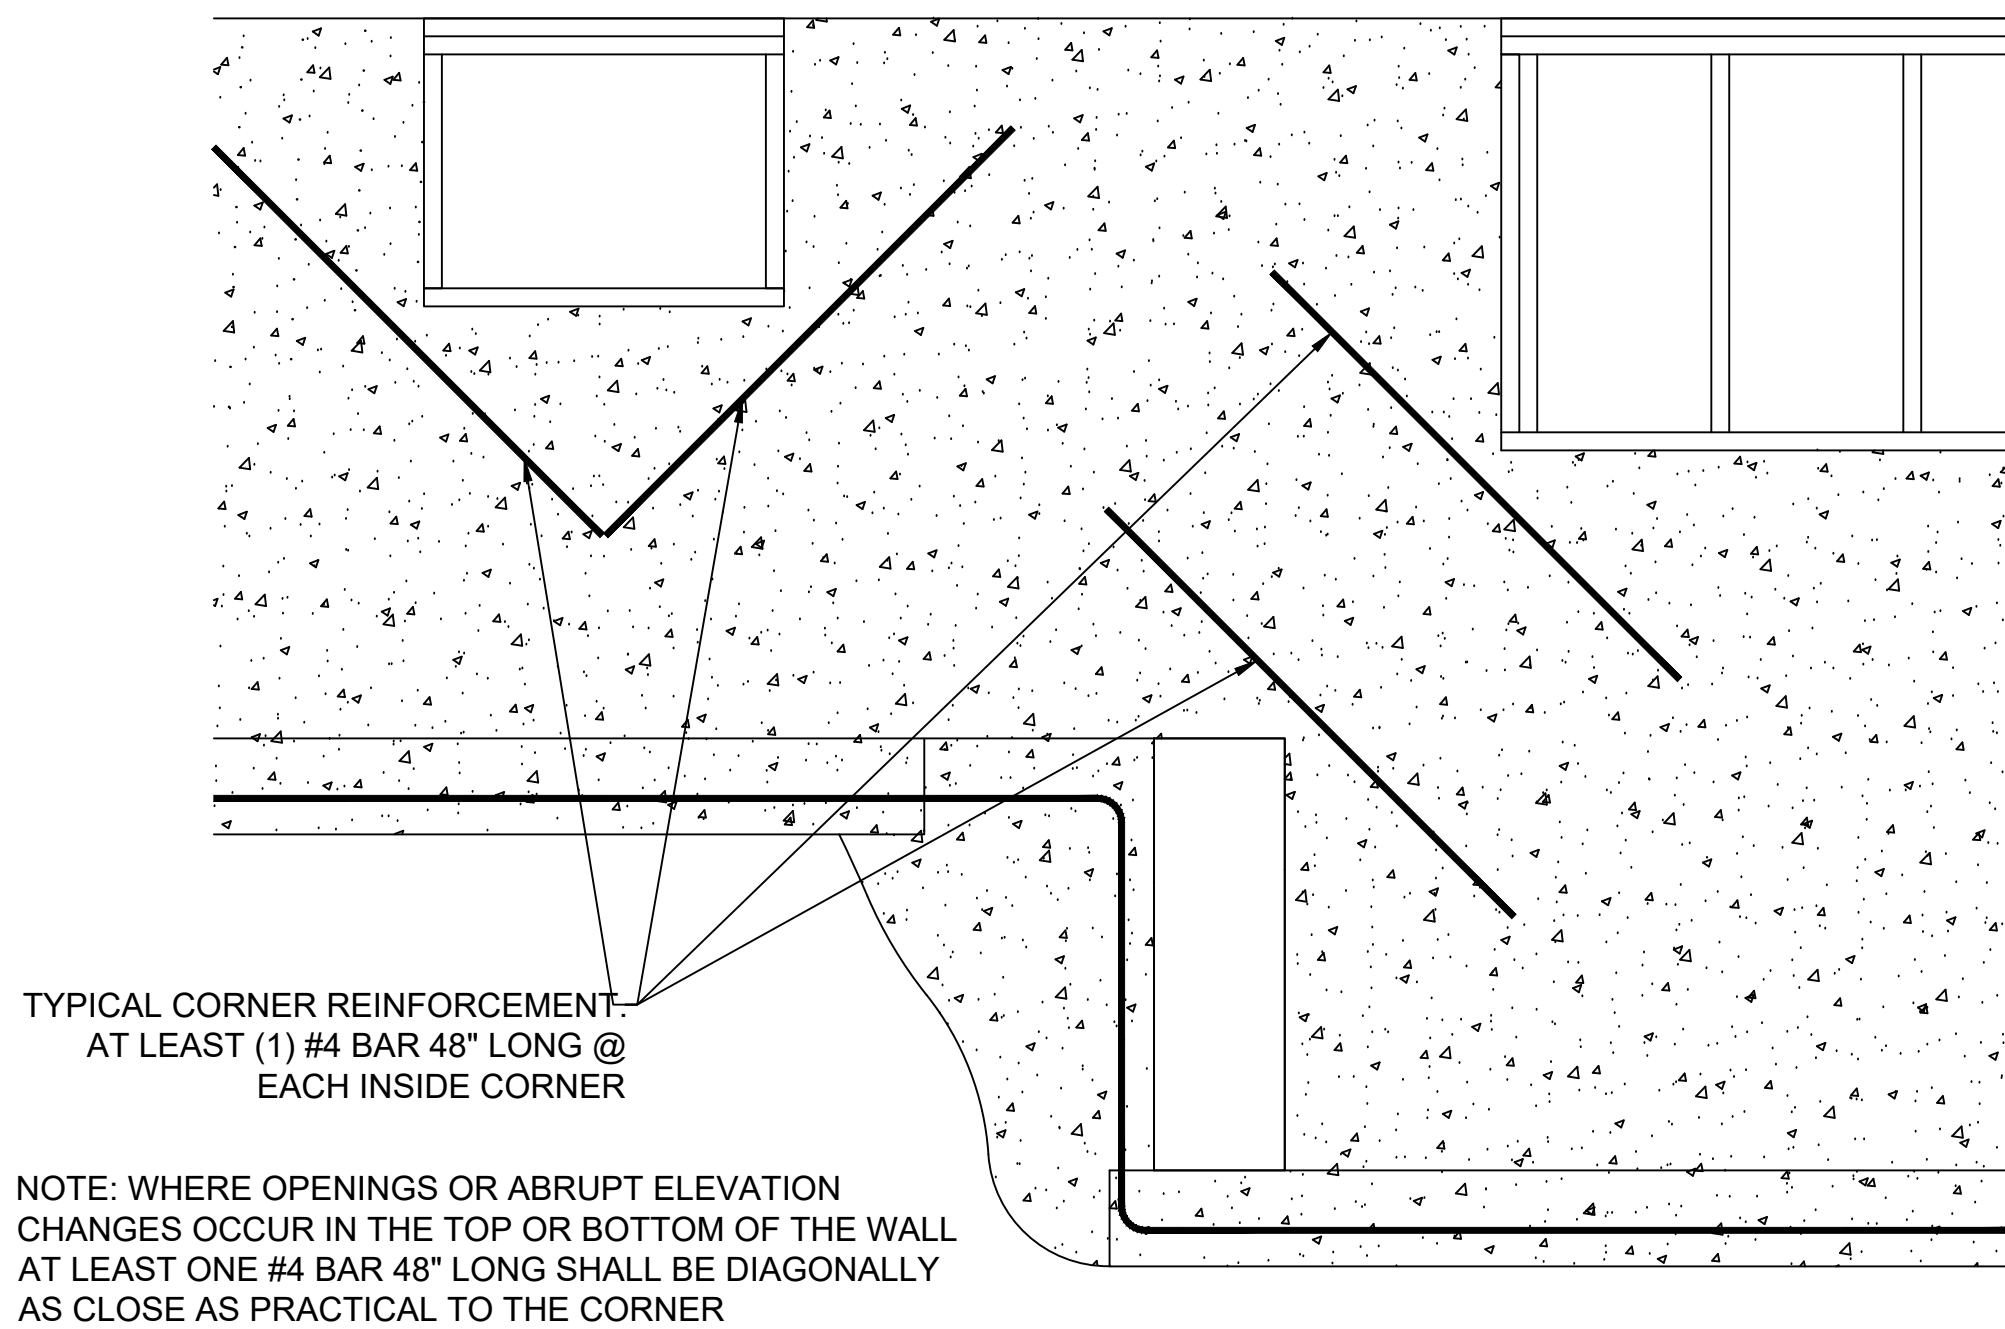 TYPICAL CORNER REINFORCEMENT:
AT LEAST (1) #4 BAR 48" LONG @
EACH INSIDE CORNER
NOTE: WHERE OPENINGS OR ABRUPT ELEVATION
CHANGES OCCUR IN THE TOP OR BOTTOM OF THE WALL
AT LEAST ONE #4 BAR 48" LONG SHALL BE DIAGONALLY
AS CLOSE AS PRACTICAL TO THE CORNER